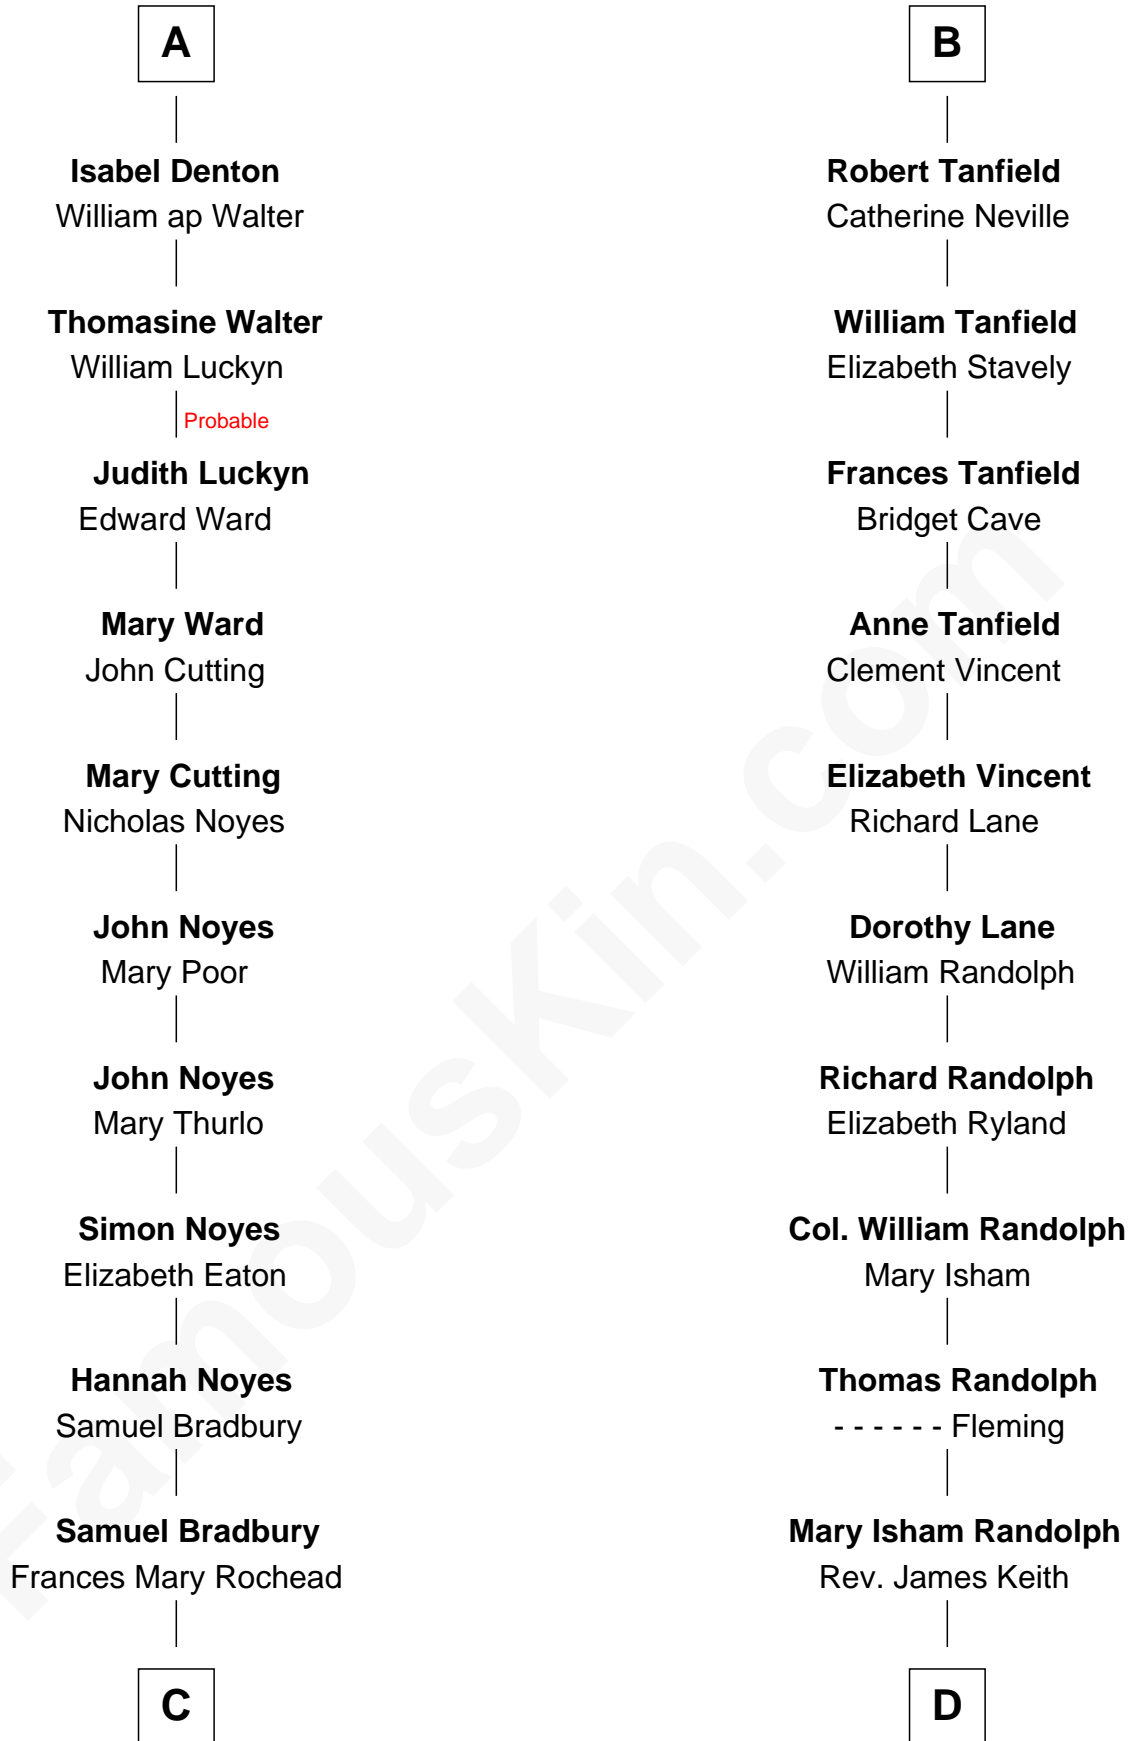 A
Isabel Denton
William ap Walter
Thomasine Walter
William Luckyn
Probable
Judith Luckyn
Edward Ward
Mary Ward
John Cutting
Mary Cutting
Nicholas Noyes
John Noyes
Mary Poor
John Noyes
Mary Thurlo
Simon Noyes
Elizabeth Eaton
Hannah Noyes
Samuel Bradbury
Samuel Bradbury
Frances Mary Rochead
C
B
Robert Tanfield
Catherine Neville
William Tanfield
Elizabeth Stavely
Frances Tanfield
Bridget Cave
Anne Tanfield
Clement Vincent
Elizabeth Vincent
Richard Lane
Dorothy Lane
William Randolph
Richard Randolph
Elizabeth Ryland
Col. William Randolph
Mary Isham
Thomas Randolph
- - - - - - Fleming
Mary Isham Randolph
Rev. James Keith
D
FamousKin.com